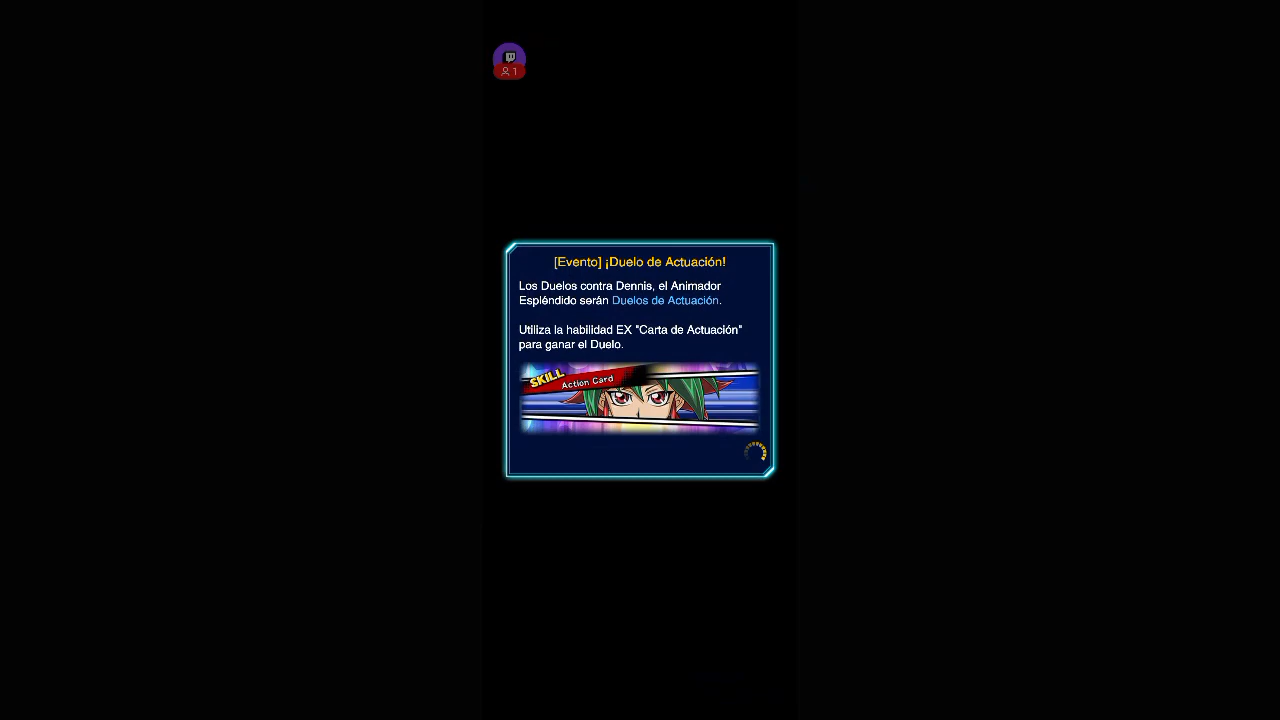 1
[Evento] ¡Duelo de Actuación!
Los Duelos contra Dennis, el Animador
Espléndido serán Duelos de Actuación.
Utiliza la habilidad EX "Carta de Actuación"
para ganar el Duelo.
SKILL
Action Card